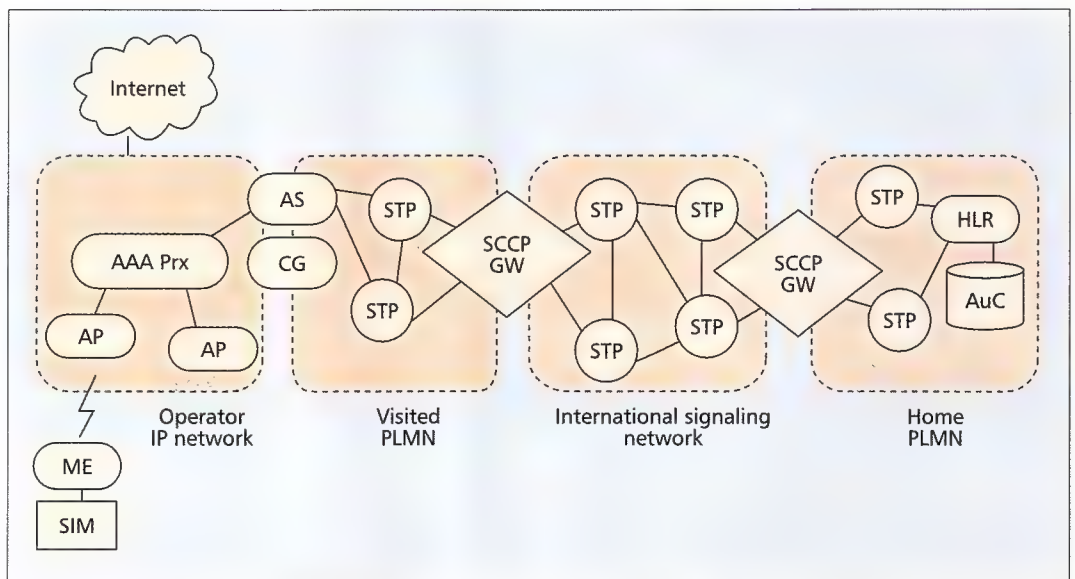 Internet
AS
STP
STP
STP
STP
HLR
AAA Prx
CG
SCCP
GW
SCCP
GW
AuC
AP
AP
STP
STP
STP
STP
Operator
IP network
Visited
PLMN
International signaling
network
Home
PLMN
ME
SIM